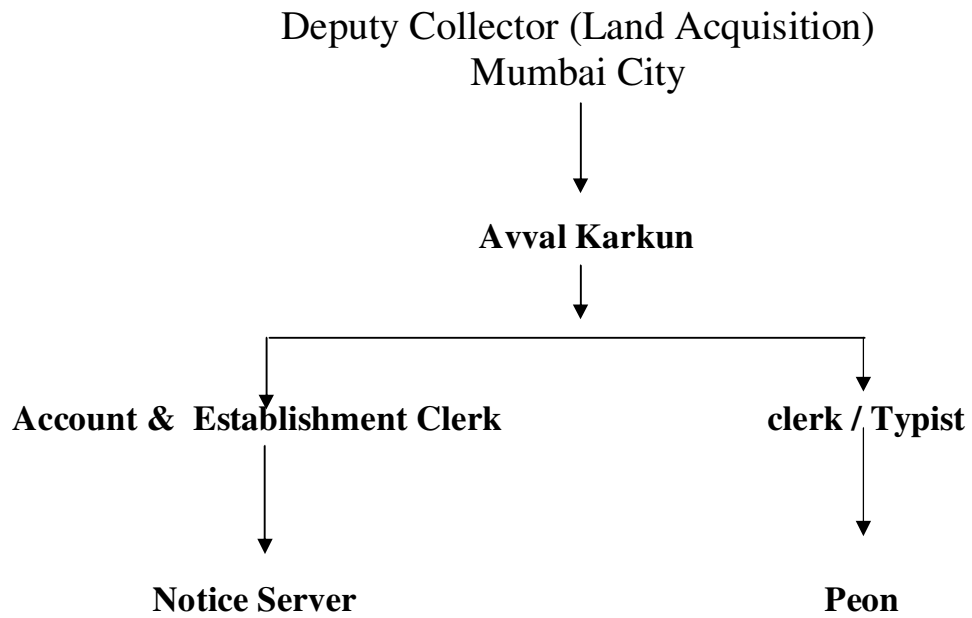 Deputy Collector (Land Acquisition)
Mumbai City
Avval Karkun
Account & Establishment Clerk
clerk / Typist
Notice Server
Peon